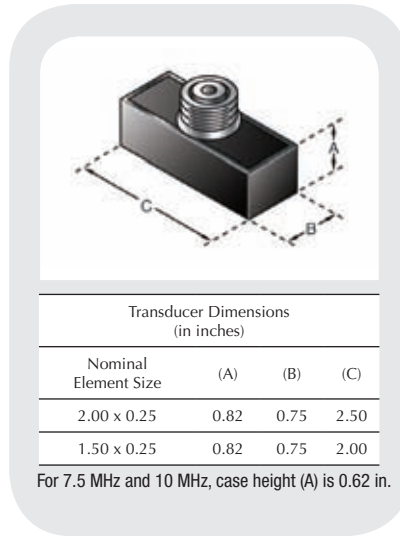 A
C
B
Transducer Dimensions
(in inches)
Nominal
Element Size (A) (B) (C)
2.00 x 0.25 0.82 0.75 2.50
1.50 x 0.25 0.82 0.75 2.00
For 7.5 MHz and 10 MHz, case height (A) is 0.62 in.